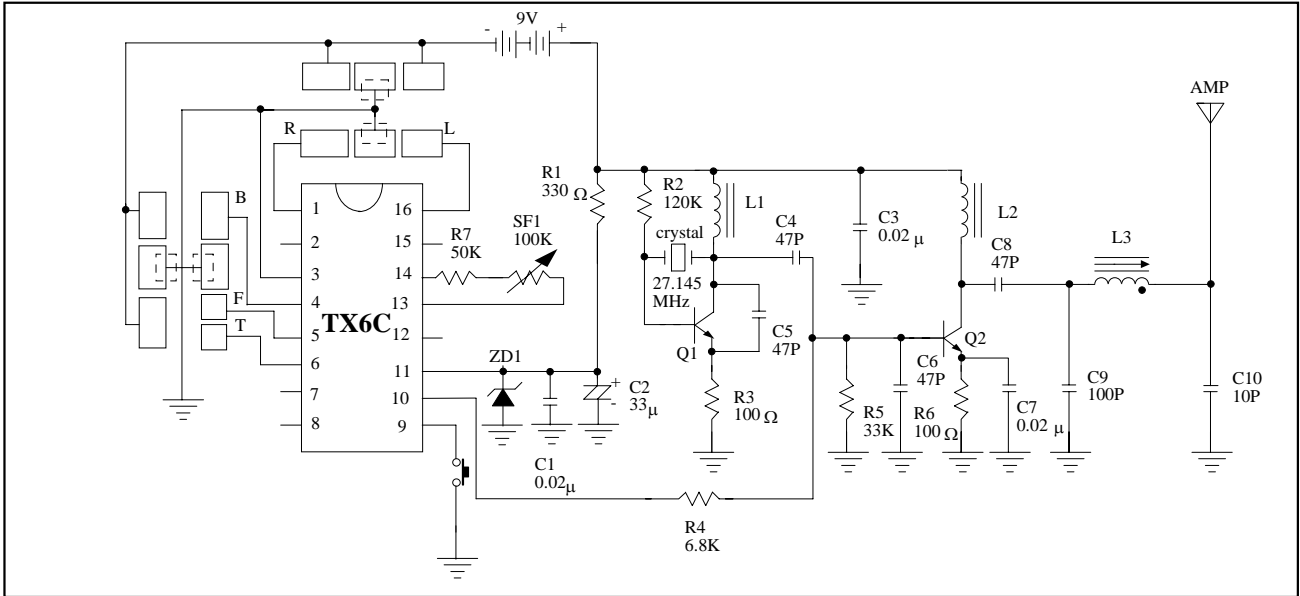 9V
- +
AMP
R L
R1
330 Ω
R2
120K
L1
C4
47P
C3
0.02 μ
L2
C8
47P
L3
B
1 16
2 15
3 14
4 13
5 12
6 11
7 10
8 9
TX6C
F
T
R7
50K
SF1
100K
crystal
27.145
MHz
Q1
C5
47P
Q2
ZD1
C1
0.02μ
+
-
C2
33μ
R3
100 Ω
R5
33K
C6
47P
R6
100 Ω
C7
0.02 μ
C9
100P
C10
10P
R4
6.8K